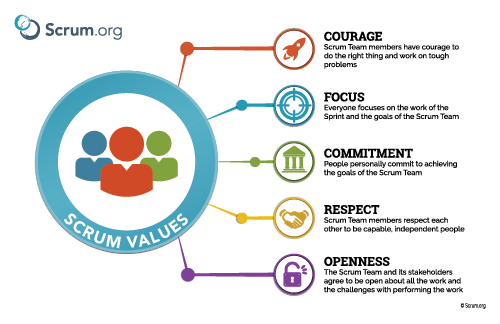 Scrum.org
COURAGE
Scrum Team members have courage to
do the right thing and work on tough
problems
FOCUS
Everyone focuses on the work of the
Sprint and the goals of the Scrum Team
COMMITMENT
People personally commit to achieving
the goals of the Scrum Team
SCRUM VALUES
RESPECT
Scrum Team members respect each
other to be capable, independent people
OPENNESS
The Scrum Team and its stakeholders
agree to be open about all the work and
the challenges with performing the work
© Scrum.org